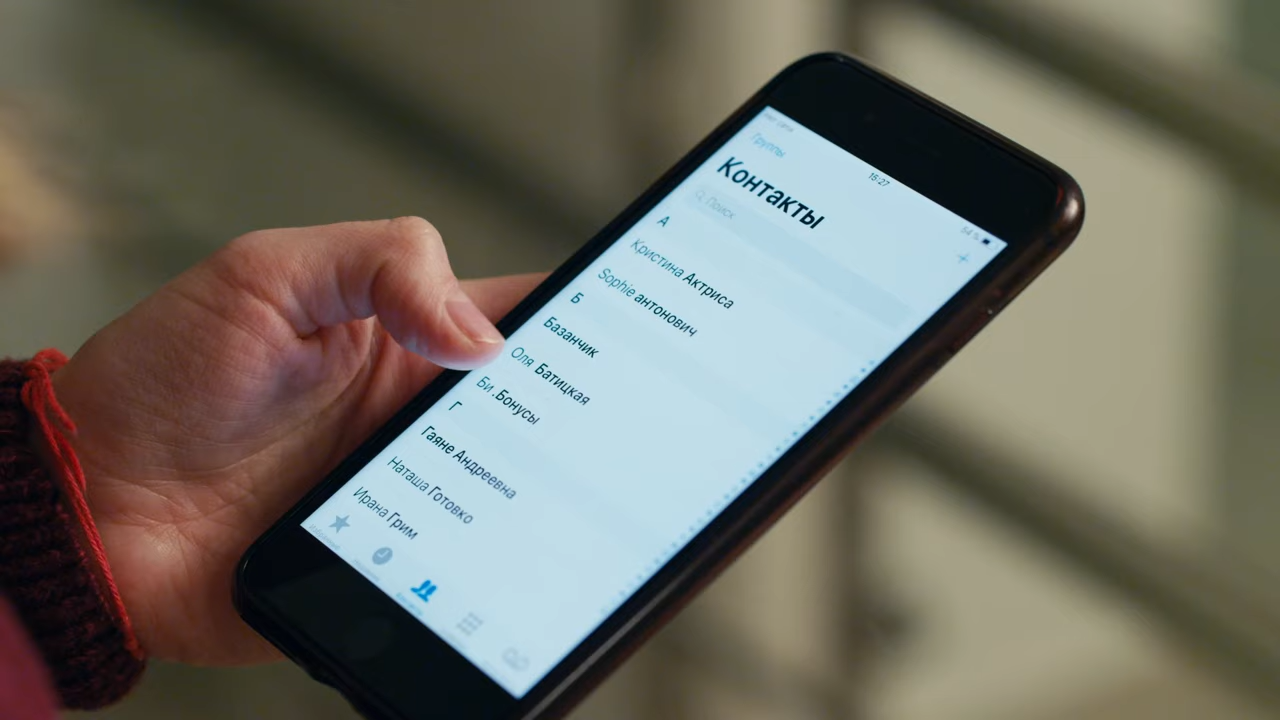 15:27
54 %
Группы
Контакты
Поиск
А
Кристина Актриса
Sophie антонович
Б
Базанчик
Оля Батицкая
Би .Бонусы
Г
Гаяне Андреевна
Наташа Готовко
Ирана Грим